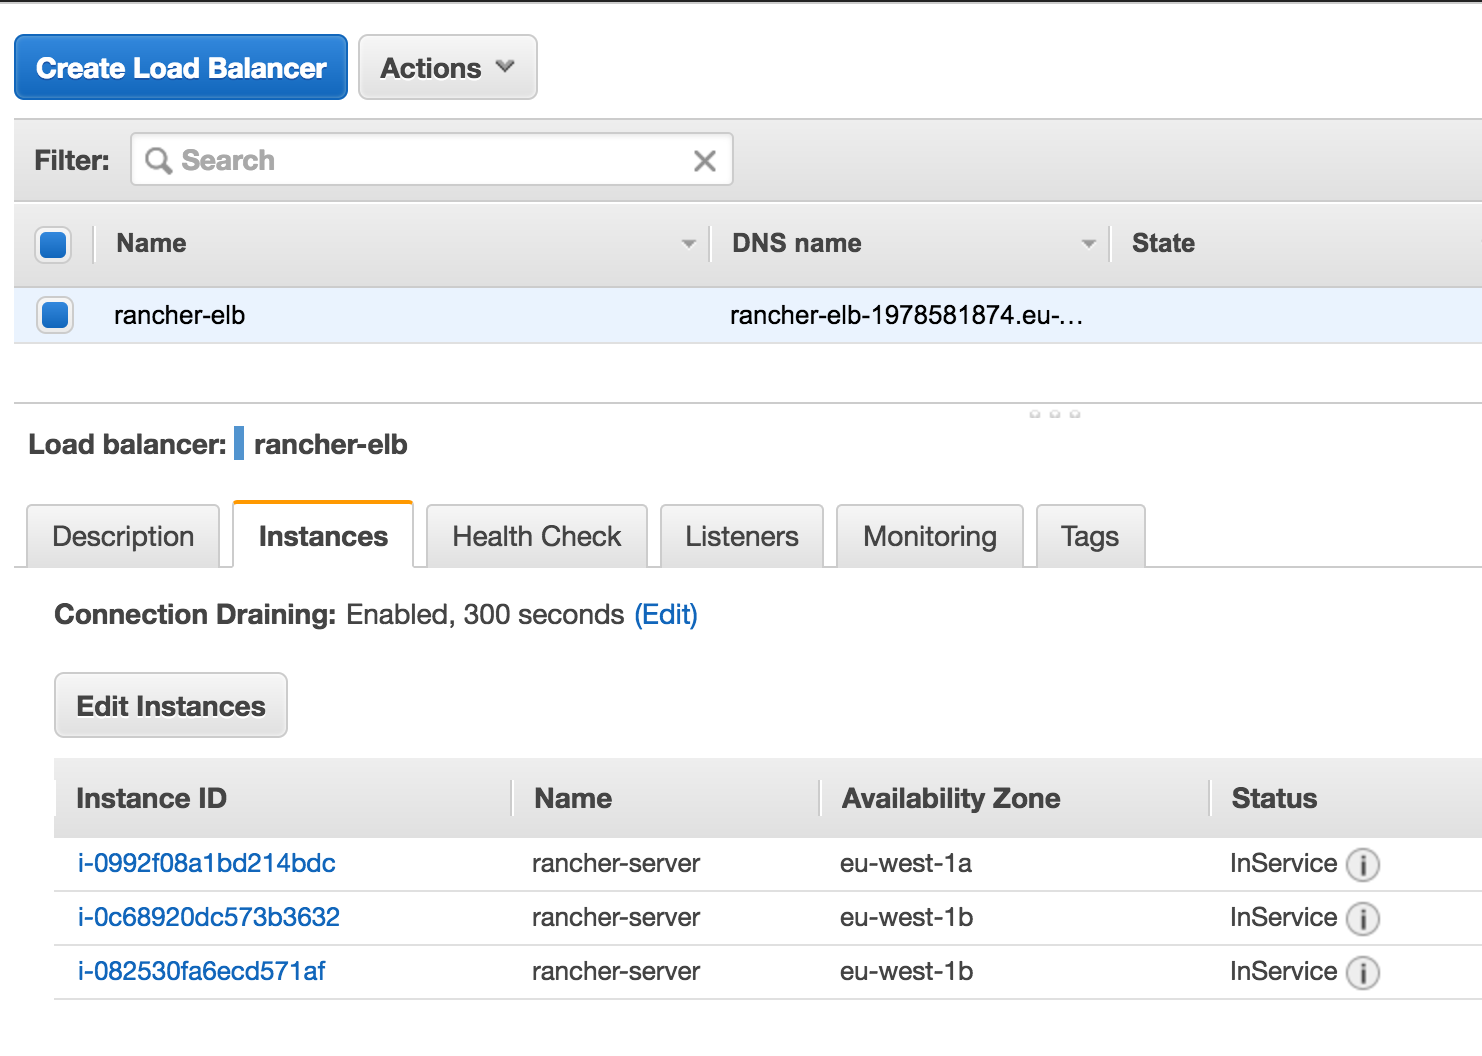 Create Load Balancer Actions
Filter: Search
Name DNS name State
rancher-elb rancher-elb-1978581874.eu-...
Load balancer: rancher-elb
Description Instances Health Check Listeners Monitoring Tags
Connection Draining: Enabled, 300 seconds (Edit)
Edit Instances
Instance ID Name Availability Zone Status
i-0992f08a1bd214bdc rancher-server eu-west-1a InService
i-0c68920dc573b3632 rancher-server eu-west-1b InService
i-082530fa6ecd571af rancher-server eu-west-1b InService